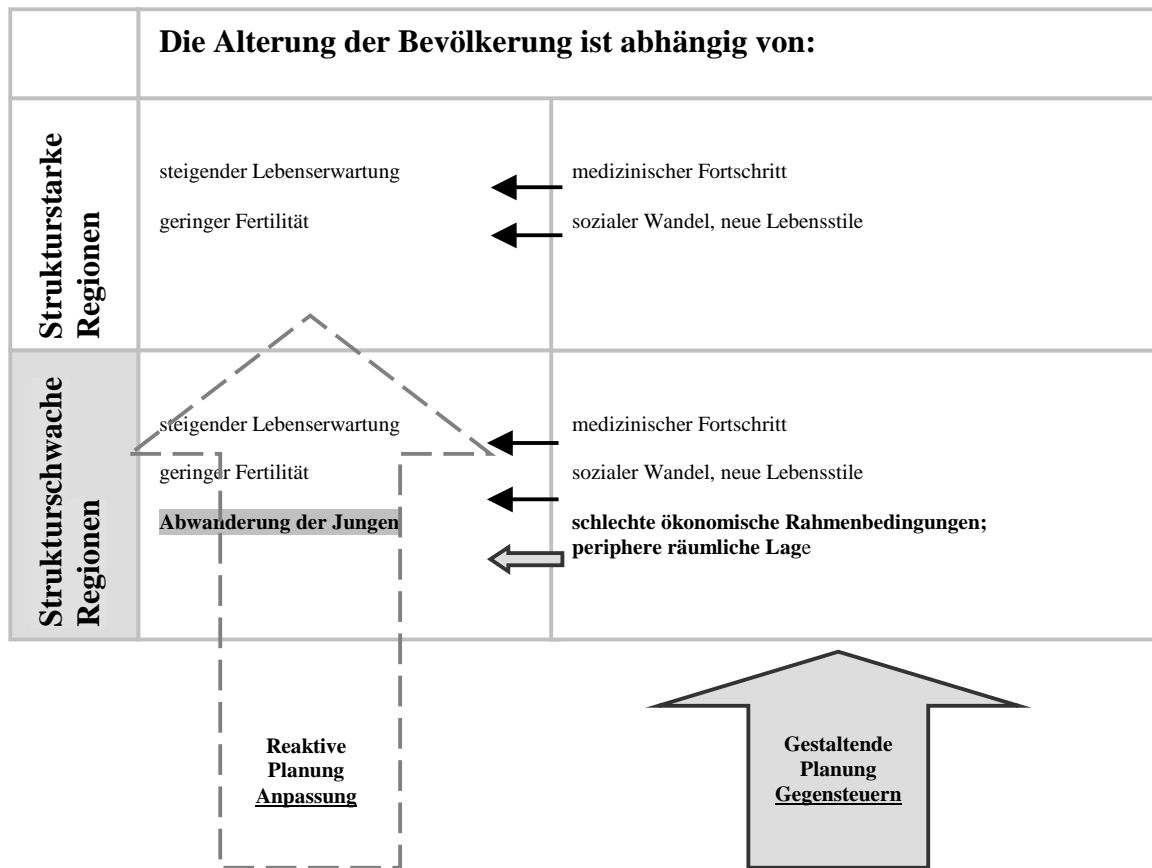 Die Alterung der Bevölkerung ist abhängig von:
Strukturstarke
Regionen
steigender Lebenserwartung
medizinischer Fortschritt
geringer Fertilität
sozialer Wandel, neue Lebensstile
Strukturschwache
Regionen
steigender Lebenserwartung
medizinischer Fortschritt
geringer Fertilität
sozialer Wandel, neue Lebensstile
Abwanderung der Jungen
schlechte ökonomische Rahmenbedingungen;
periphere räumliche Lage
Reaktive
Planung
Anpassung
Gestaltende
Planung
Gegensteuern